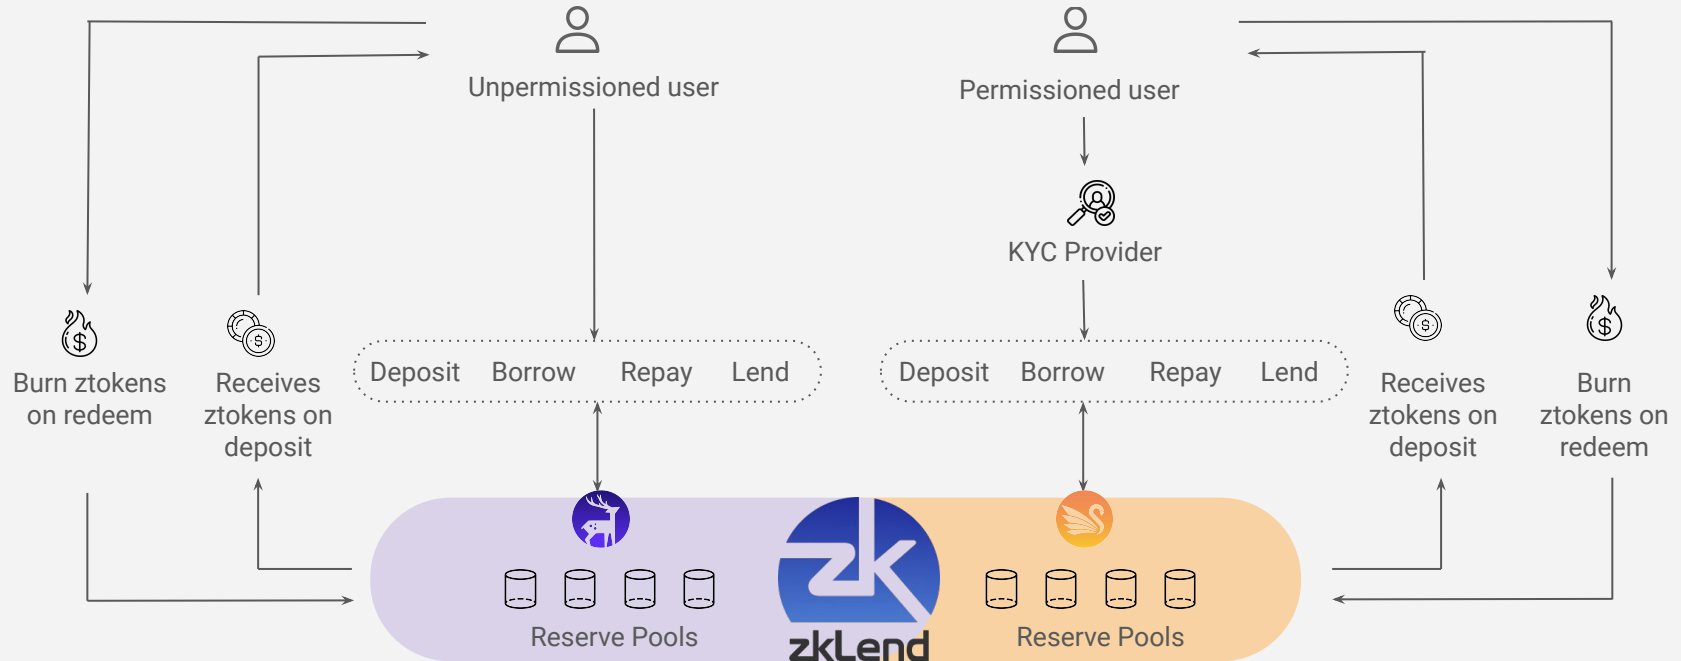 Unpermissioned user
Permissioned user
KYC Provider
Deposit Borrow Repay Lend
Deposit Borrow Repay Lend
Burn ztokens
on redeem
Receives
ztokens on
deposit
Receives
ztokens on
deposit
Burn
ztokens on
redeem
zk
zkLend
Reserve Pools
Reserve Pools